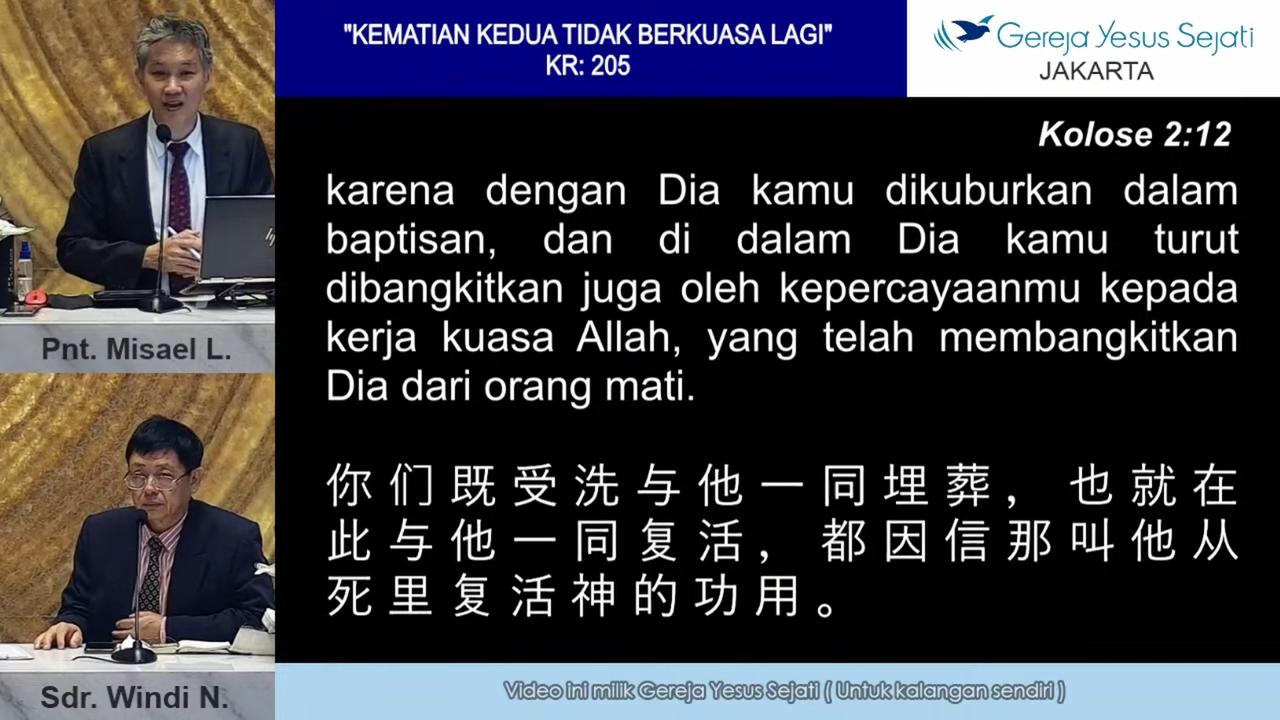 "KEMATIAN KEDUA TIDAK BERKUASA LAGI"
KR: 205
Gereja Yesus Sejati
JAKARTA
Kolose 2:12
karena dengan Dia kamu dikuburkan dalam
baptisan, dan di dalam Dia kamu turut
dibangkitkan juga oleh kepercayaanmu kepada
kerja kuasa Allah, yang telah membangkitkan
Dia dari orang mati.
你们既受洗与他一同埋葬，也就在
此与他一同复活，都因信那叫他从
死里复活神的功用。
Pnt. Misael L.
Sdr. Windi N.
Video ini milik Gereja Yesus Sejati ( Untuk kalangan sendiri )